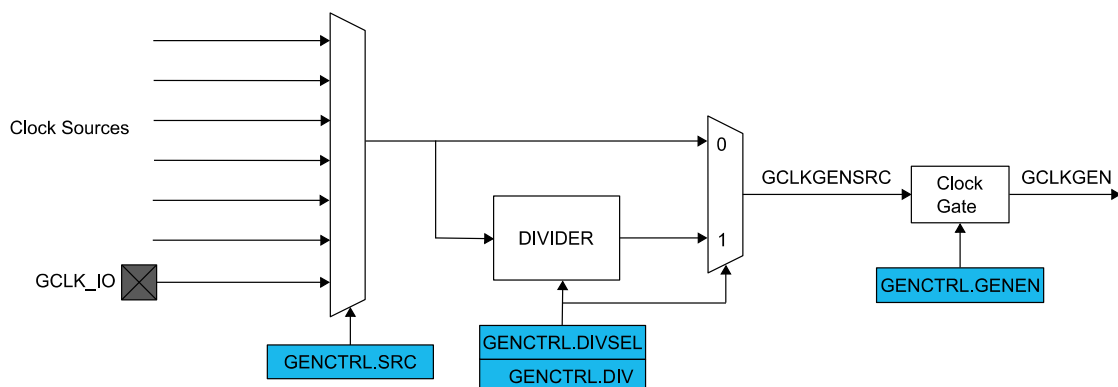 Clock Sources
GCLK_IO
GENCTRL.SRC
DIVIDER
GENCTRL.DIVSEL
GENCTRL.DIV
0
1
GCLKGENSRC
Clock
Gate
GCLKGEN
GENCTRL.GENEN